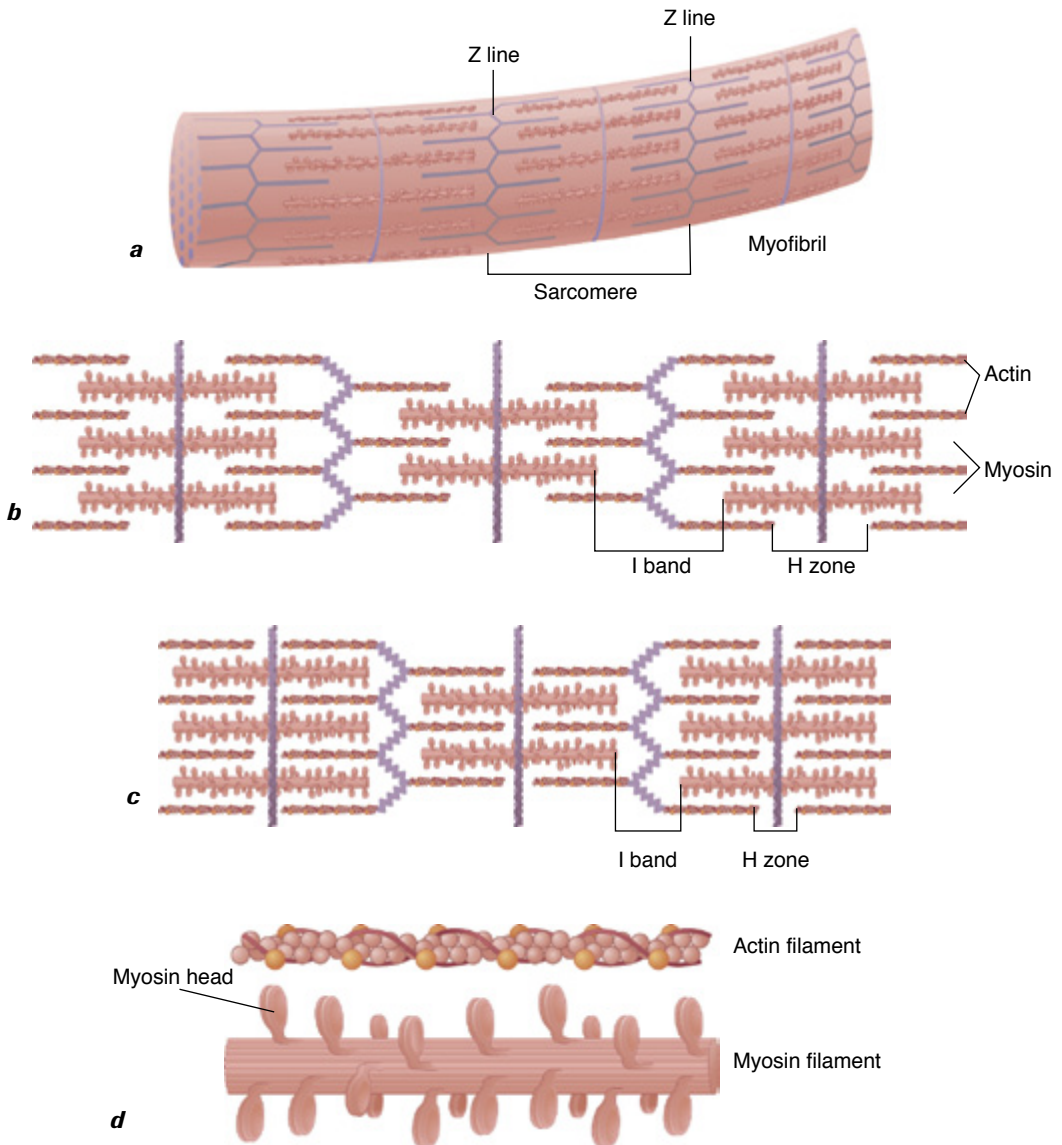 Z line
Z line
a
Myofibril
Sarcomere
Actin
Myosin
b
I band
H zone
c
I band
H zone
Actin filament
Myosin head
Myosin filament
d